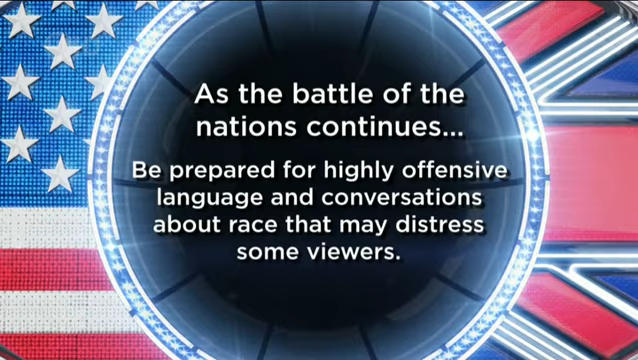 As the battle of the
nations continues...
Be prepared for highly offensive
language and conversations
about race that may distress
some viewers.